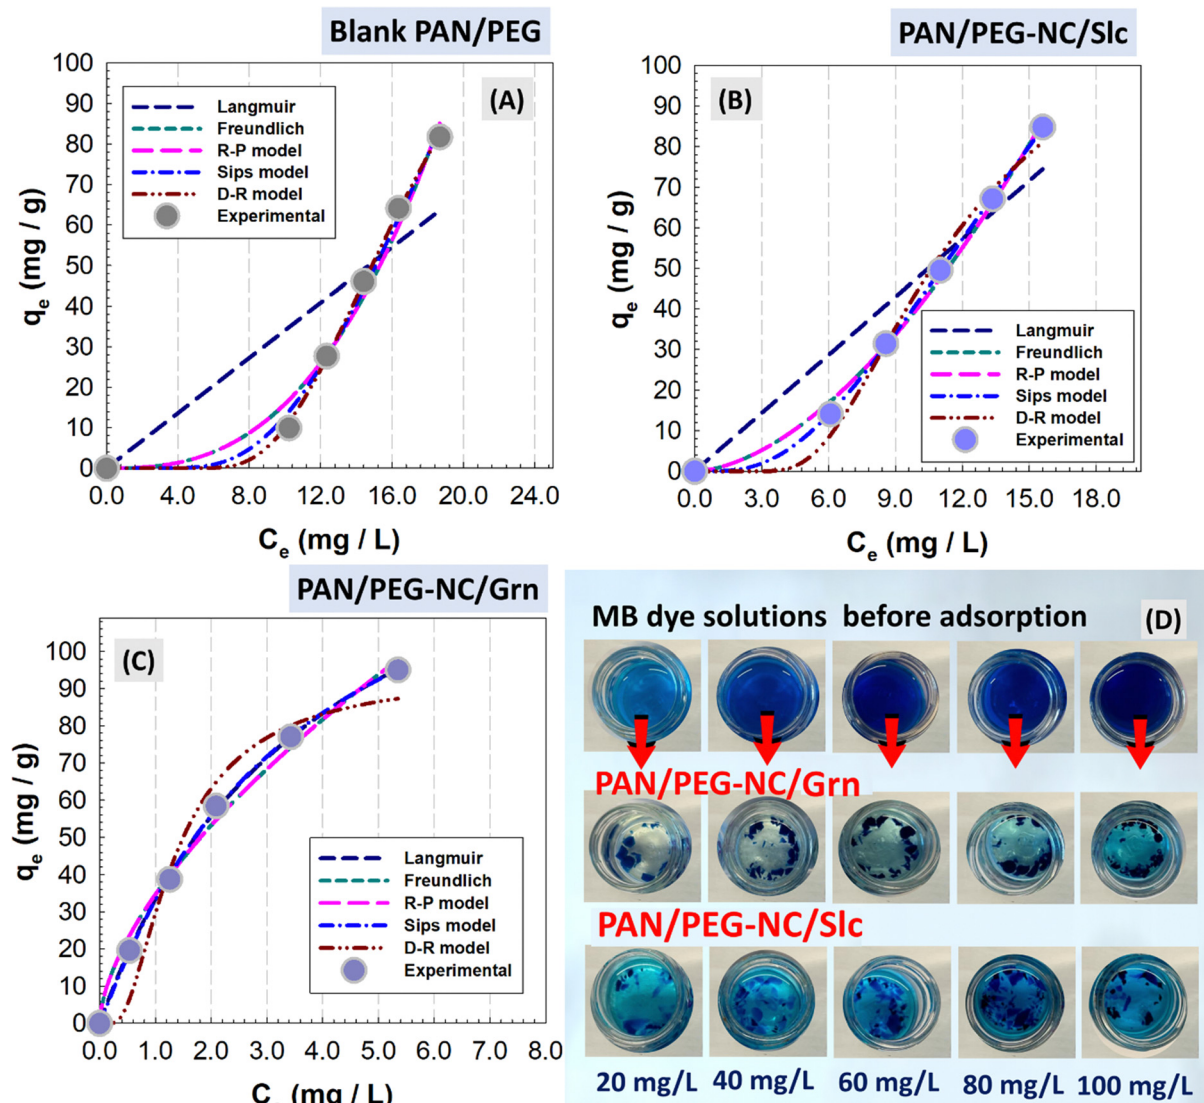 Blank PAN/PEG
(A)
100
90
80
70
60
50
40
30
20
10
0
q_e (mg / g)
Langmuir
Freundlich
R-P model
Sips model
D-R model
Experimental
0.0 4.0 8.0 12.0 16.0 20.0 24.0
C_e (mg / L)
PAN/PEG-NC/Slc
(B)
100
90
80
70
60
50
40
30
20
10
0
q_e (mg / g)
Langmuir
Freundlich
R-P model
Sips model
D-R model
Experimental
0.0 3.0 6.0 9.0 12.0 15.0 18.0
C_e (mg / L)
PAN/PEG-NC/Grn
(C)
100
90
80
70
60
50
40
30
20
10
0
q_e (mg / g)
Langmuir
Freundlich
R-P model
Sips model
D-R model
Experimental
0.0 1.0 2.0 3.0 4.0 5.0 6.0 7.0 8.0
C (mg / L)
MB dye solutions before adsorption
(D)
PAN/PEG-NC/Grn
PAN/PEG-NC/Slc
20 mg/L 40 mg/L 60 mg/L 80 mg/L 100 mg/L